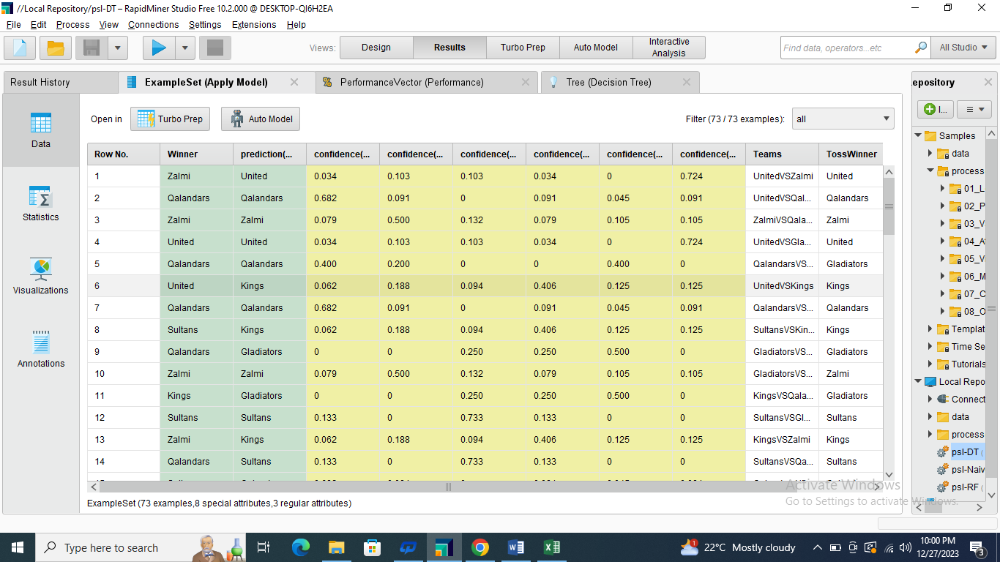 //Local Repository/psl-DT – RapidMiner Studio Free 10.2.000 @ DESKTOP-QI6H2EA
File Edit Process View Connections Settings Extensions Help
Views: Design Results Turbo Prep Auto Model Interactive Analysis Find data, operators...etc All Studio
Result History ExampleSet (Apply Model) PerformanceVector (Performance) Tree (Decision Tree) epository
Data
Statistics
Visualizations
Annotations
Open in Turbo Prep Auto Model Filter (73 / 73 examples): all
Row No. Winner prediction(... confidence(... confidence(... confidence(... confidence(... confidence(... confidence(... Teams TossWinner
1 Zalmi United 0.034 0.103 0.103 0.034 0 0.724 UnitedVSZalmi United
2 Qalandars Qalandars 0.682 0.091 0 0.091 0.045 0.091 UnitedVSQal... Qalandars
3 Zalmi Zalmi 0.079 0.500 0.132 0.079 0.105 0.105 ZalmiVSQala... Zalmi
4 United United 0.034 0.103 0.103 0.034 0 0.724 UnitedVSGla... United
5 Qalandars Qalandars 0.400 0.200 0 0 0.400 0 QalandarsVS... Gladiators
6 United Kings 0.062 0.188 0.094 0.406 0.125 0.125 UnitedVSKings Kings
7 Qalandars Qalandars 0.682 0.091 0 0.091 0.045 0.091 QalandarsVS... Qalandars
8 Sultans Kings 0.062 0.188 0.094 0.406 0.125 0.125 SultansVSKin... Kings
9 Qalandars Gladiators 0 0 0.250 0.250 0.500 0 GladiatorsVS... Gladiators
10 Zalmi Zalmi 0.079 0.500 0.132 0.079 0.105 0.105 GladiatorsVS... Zalmi
11 Kings Gladiators 0 0 0.250 0.250 0.500 0 KingsVSQala... Gladiators
12 Sultans Sultans 0.133 0 0.733 0.133 0 0 SultansVSGl... Sultans
13 Zalmi Kings 0.062 0.188 0.094 0.406 0.125 0.125 KingsVSZalmi Kings
14 Qalandars Sultans 0.133 0 0.733 0.133 0 0 SultansVSQa... Sultans
ExampleSet (73 examples,8 special attributes,3 regular attributes)
I...
Samples
data
process
01_L
02_P
03_V
04_A
05_V
06_M
07_C
08_O
Templat
Time Se
Tutorials
Local Repo
Connect
data
process
psl-DT (
psl-Naiv
psl-RF (
Activate Windows
Go to Settings to activate Windows.
Type here to search 1 22°C Mostly cloudy 10:00 PM
12/27/2023 3